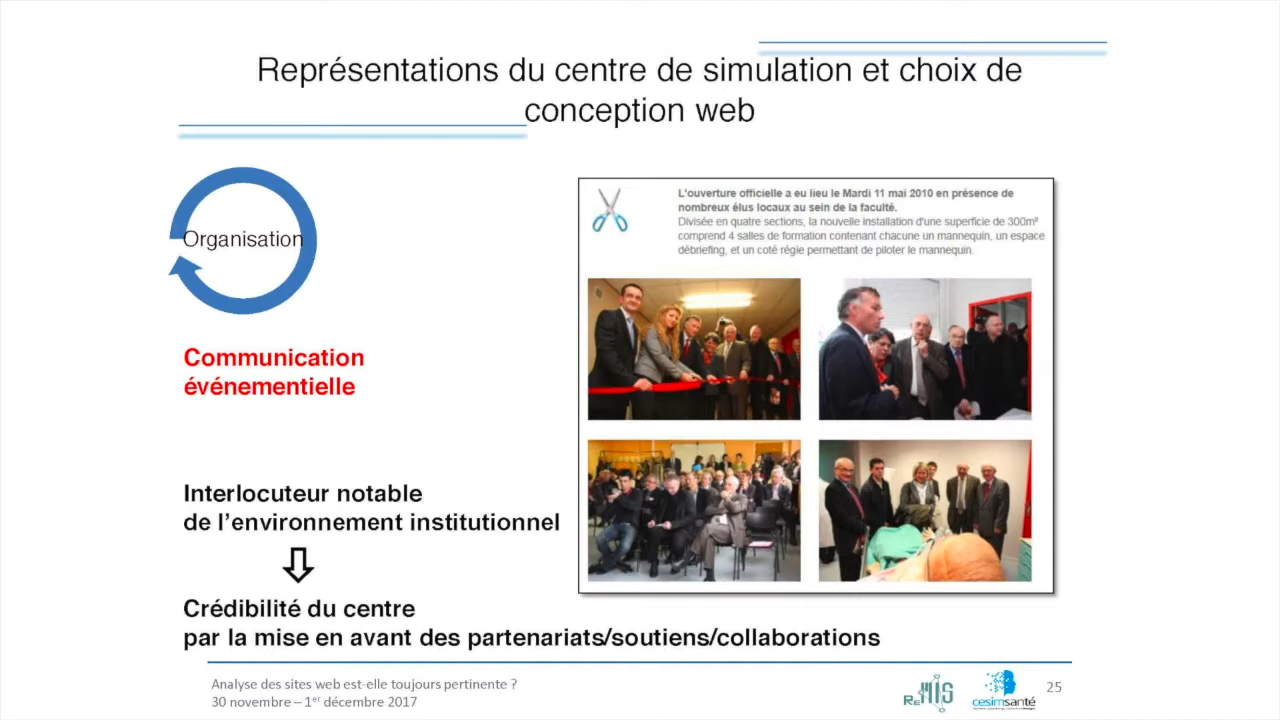 Représentations du centre de simulation et choix de
conception web
Organisation
Communication
événementielle
Interlocuteur notable
de l'environnement institutionnel
Crédibilité du centre
par la mise en avant des partenariats/soutiens/collaborations
L'ouverture officielle a eu lieu le Mardi 11 mai 2010 en présence de
nombreux élus locaux au sein de la faculté.
Divisée en quatre sections, la nouvelle installation d'une superficie de 300m²
comprend 4 salles de formation contenant chacune un mannequin, un espace
débriefing, et un coté régie permettant de piloter le mannequin.
Analyse des sites web est-elle toujours pertinente ?
30 novembre – 1er décembre 2017
ReMIS
cesimsanté
25